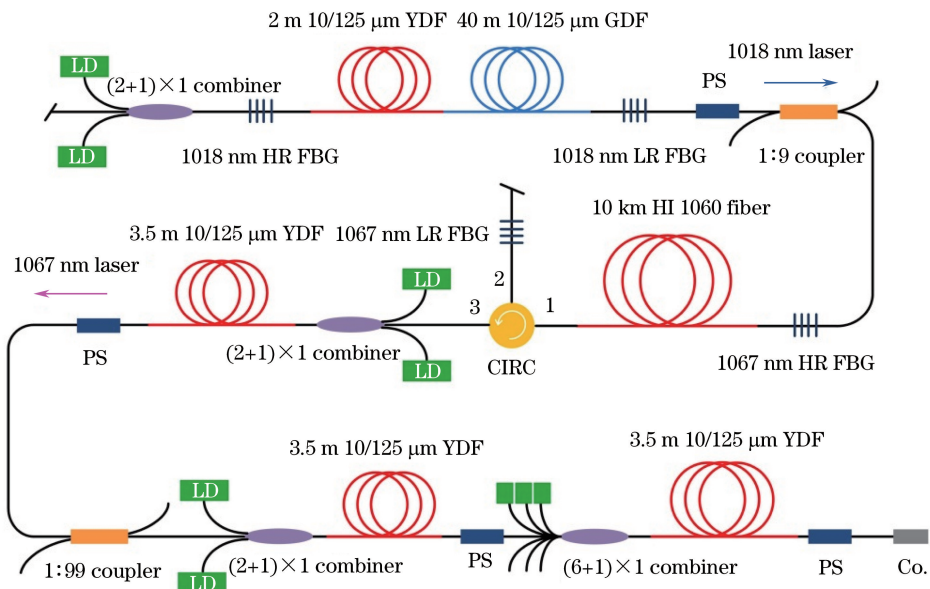 2 m 10/125 μm YDF
40 m 10/125 μm GDF
LD
(2+1)×1 combiner
PS
1018 nm laser
LD
1018 nm HR FBG
1018 nm LR FBG
1∶9 coupler
10 km HI 1060 fiber
3.5 m 10/125 μm YDF
1067 nm LR FBG
1067 nm laser
LD
2
3
1
PS
(2+1)×1 combiner
LD
CIRC
1067 nm HR FBG
3.5 m 10/125 μm YDF
3.5 m 10/125 μm YDF
LD
1∶99 coupler
LD
(2+1)×1 combiner
PS
(6+1)×1 combiner
PS
Co.